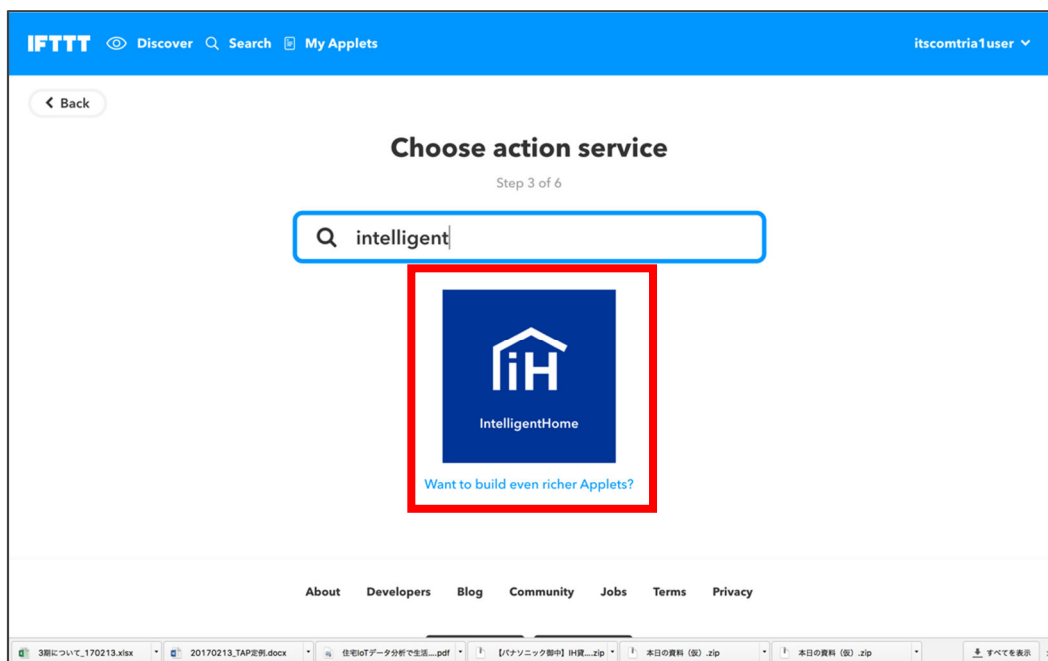 IFTTT Discover Search My Applets itscomtria1user
Back
Choose action service
Step 3 of 6
intelligent
iH
IntelligentHome
Want to build even richer Applets?
About Developers Blog Community Jobs Terms Privacy
3期について_170213.xlsx 20170213_TAP定例.docx 住宅IoTデータ分析で生活....pdf 【パナソニック御中】IH貸....zip 本日の資料（仮）.zip 本日の資料（仮）.zip すべてを表示